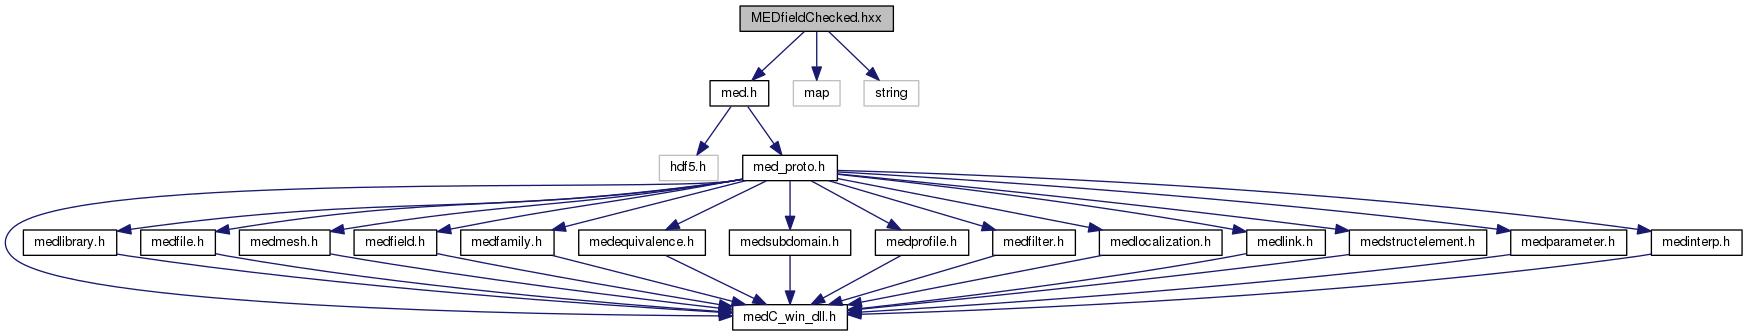 MEDfieldChecked.hxx
med.h
map
string
hdf5.h
med_proto.h
medlibrary.h
medfile.h
medmesh.h
medfield.h
medfamily.h
medequivalence.h
medsubdomain.h
medprofile.h
medfilter.h
medlocalization.h
medlink.h
medstructelement.h
medparameter.h
medinterp.h
medC_win_dll.h